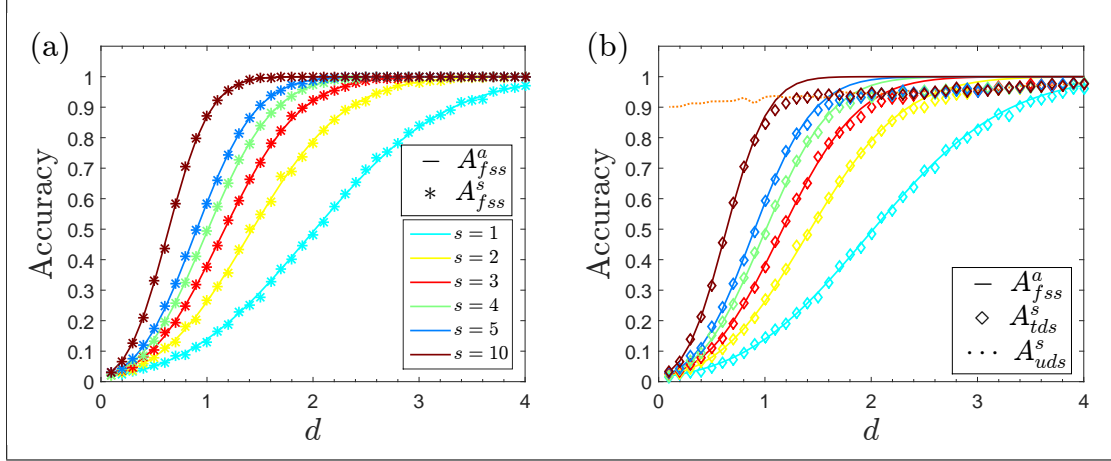 (a)
Accuracy
1
0.9
0.8
0.7
0.6
0.5
0.4
0.3
0.2
0.1
0
0 1 2 3 4
d
— A^a_{fss}
* A^s_{fss}
s = 1
s = 2
s = 3
s = 4
s = 5
s = 10
(b)
Accuracy
1
0.9
0.8
0.7
0.6
0.5
0.4
0.3
0.2
0.1
0
0 1 2 3 4
d
— A^a_{fss}
◇ A^s_{tds}
··· A^s_{uds}